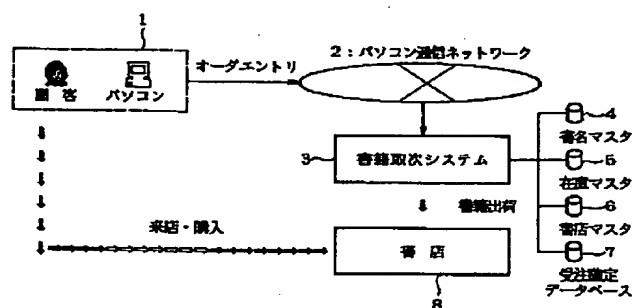 1
顧客 パソコン
オーダエントリ
2:パソコン通信ネットワーク
3
書籍取次システム
4
書名マスタ
5
在庫マスタ
6
書店マスタ
7
受注確定
データベース
書籍出荷
来店・購入
書店
8